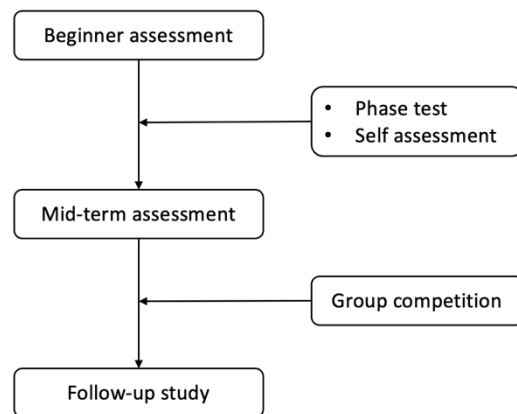 Beginner assessment
• Phase test
• Self assessment
Mid-term assessment
Group competition
Follow-up study